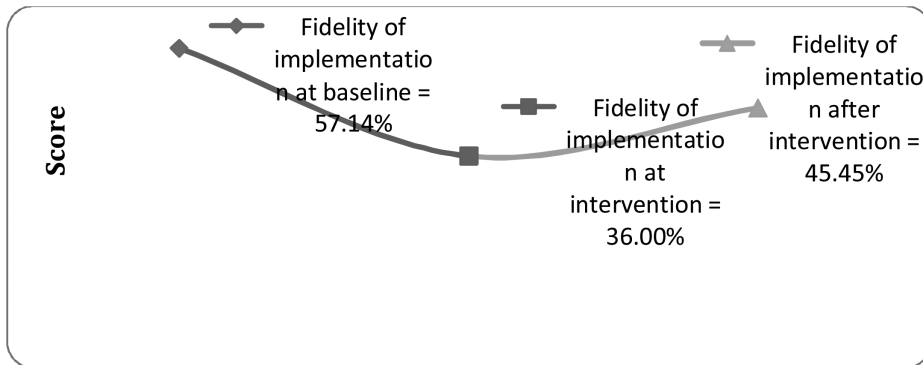 Score
Fidelity of
implementatio
n at baseline =
57.14%
Fidelity of
implementatio
n at
intervention =
36.00%
Fidelity of
implementatio
n after
intervention =
45.45%